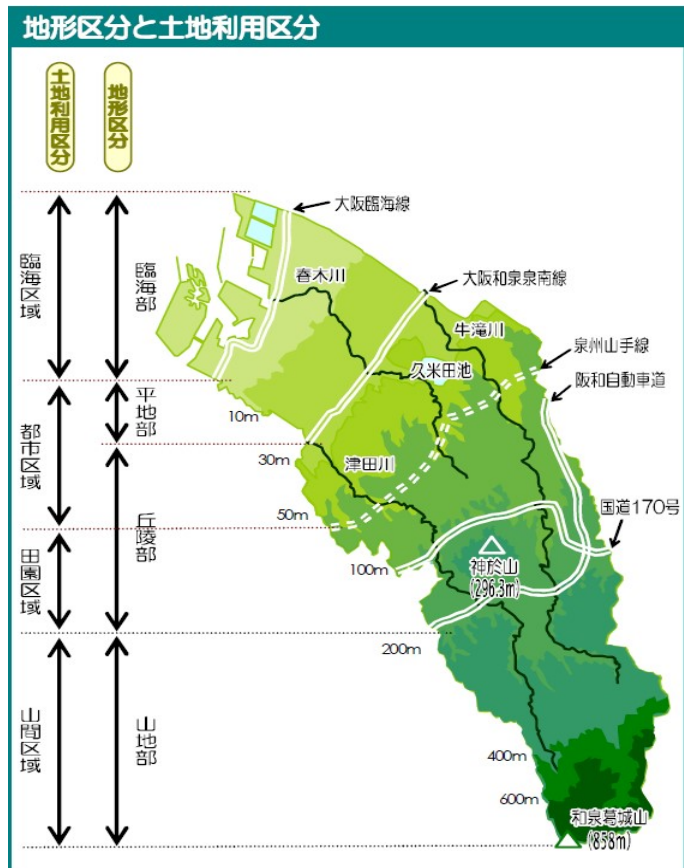 地形区分と土地利用区分
土地利用区分
地形区分
臨海区域
都市区域
田園区域
山間区域
臨海部
平地部
丘陵部
山地部
大阪臨海線
春木川
大阪和泉泉南線
牛滝川
泉州山手線
久米田池
阪和自動車道
10m
30m
津田川
50m
国道170号
100m
神於山
(296.3m)
200m
400m
600m
和泉葛城山
(858m)